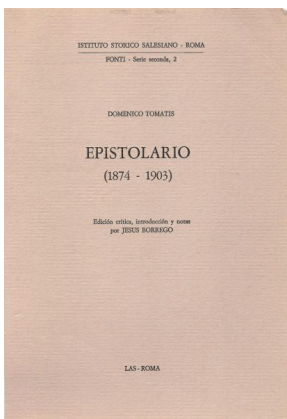 ISTITUTO STORICO SALESIANO - ROMA
FONTI - Serie seconda, 2
DOMENICO TOMATIS
EPISTOLARIO
(1874 - 1903)
Edición crítica, introducción y notas
por JESUS BORREGO
LAS - ROMA